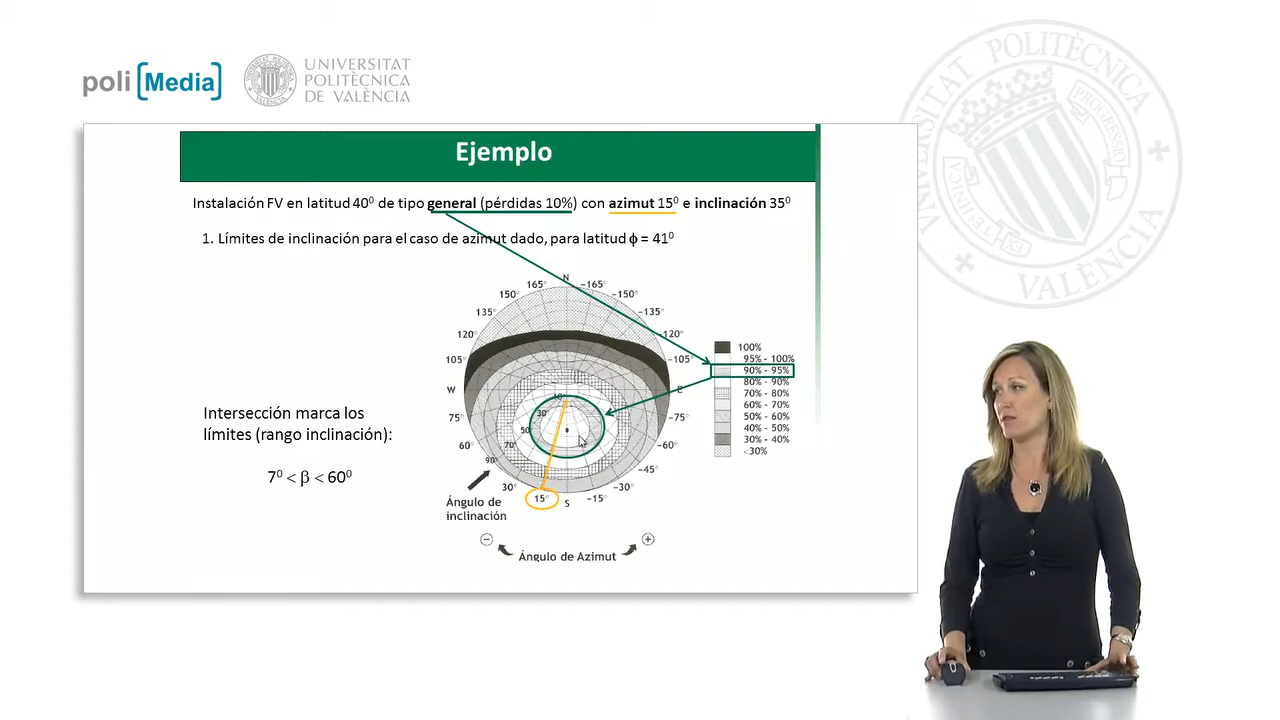 poli [Media]
UNIVERSITAT
POLITÈCNICA
DE VALÈNCIA
UNIVERSITAT POLITÈCNICA
VALÈNCIA
PROGRESSIO
Ejemplo
Instalación FV en latitud 40⁰ de tipo general (pérdidas 10%) con azimut 15⁰ e inclinación 35⁰
1. Límites de inclinación para el caso de azimut dado, para latitud ϕ = 41⁰
N
165° -165°
150° -150°
135° -135°
120° -120°
105° -105°
W
75° -75°
60° -60°
-45°
30° -30°
15° S -15°
30
50
70°
90°
100%
95% - 100%
90% - 95%
80% - 90%
70% - 80%
60% - 70%
50% - 60%
40% - 50%
30% - 40%
<30%
Intersección marca los
límites (rango inclinación):
7⁰ < β < 60⁰
Ángulo de
inclinación
− Ángulo de Azimut +